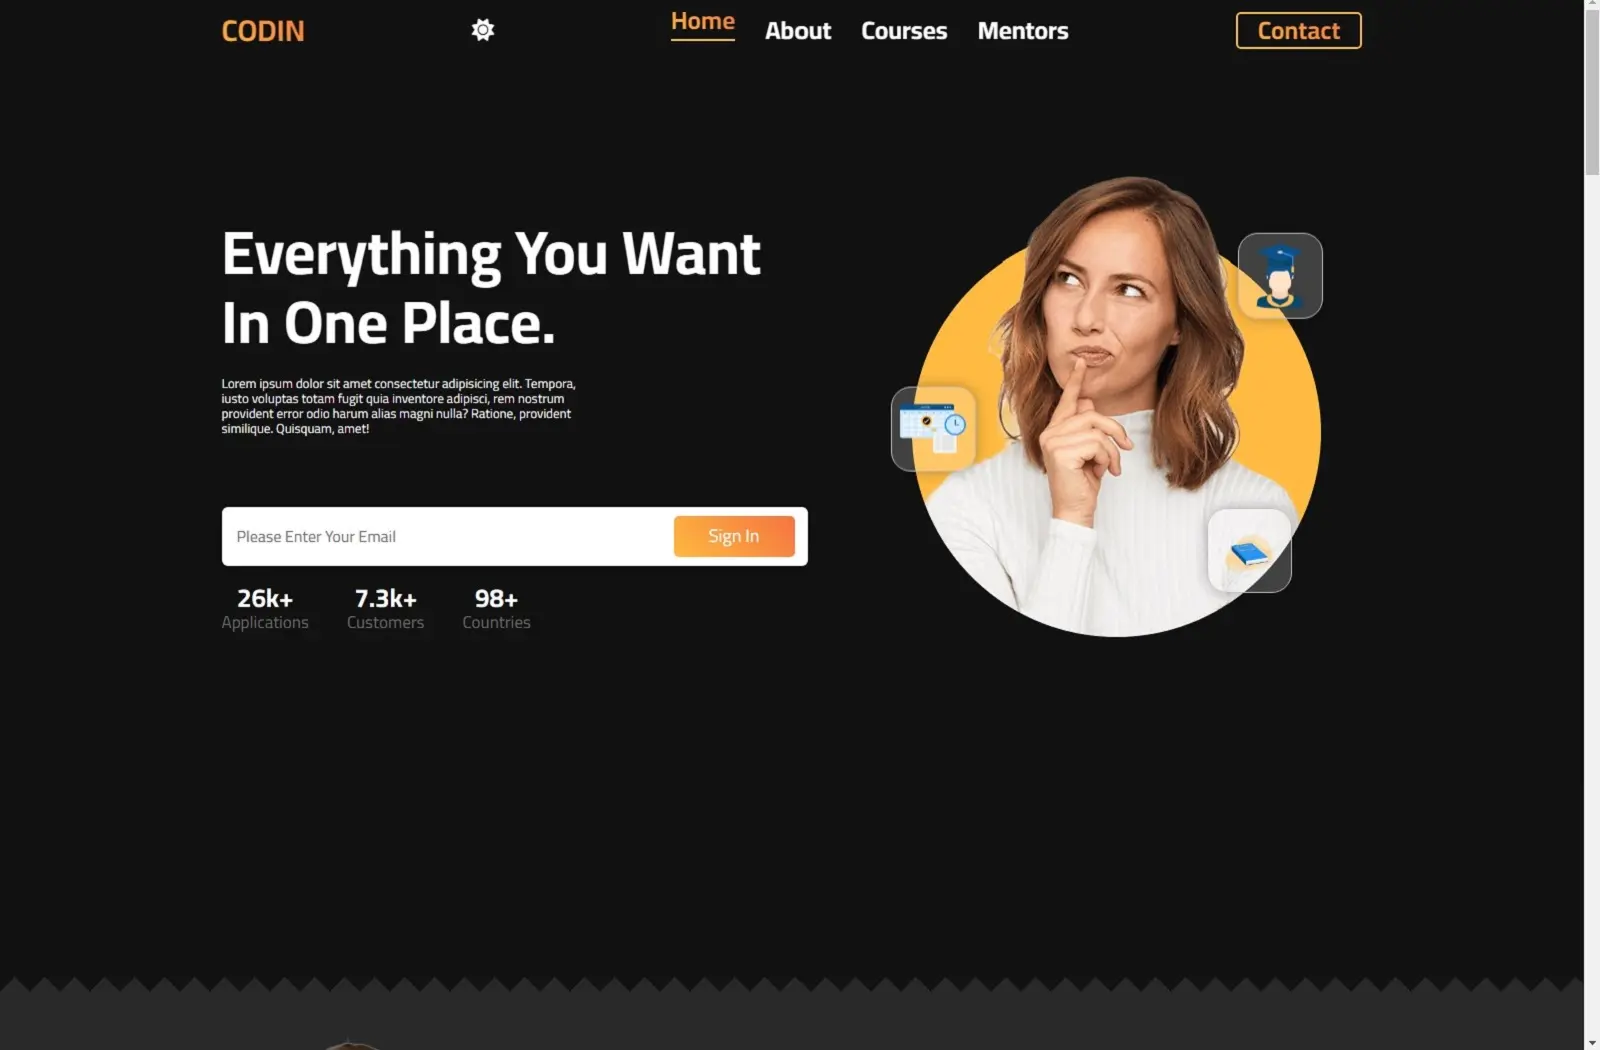 CODIN
Home
About
Courses
Mentors
Contact
Everything You Want
In One Place.
Lorem ipsum dolor sit amet consectetur adipisicing elit. Tempora,
iusto voluptas totam fugit quia inventore adipisci, rem nostrum
provident error odio harum alias magni nulla? Ratione, provident
similique. Quisquam, amet!
Please Enter Your Email
Sign In
26k+
Applications
7.3k+
Customers
98+
Countries